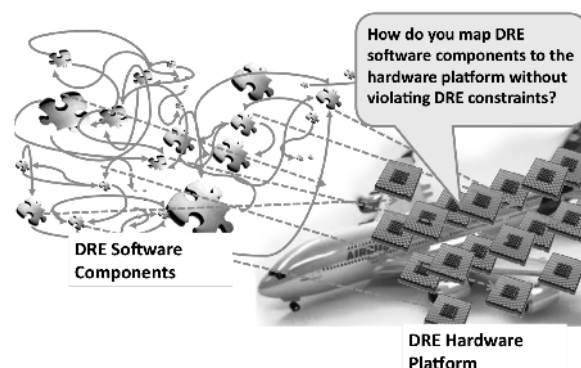 How do you map DRE
software components to the
hardware platform without
violating DRE constraints?
DRE Software
Components
DRE Hardware
Platform